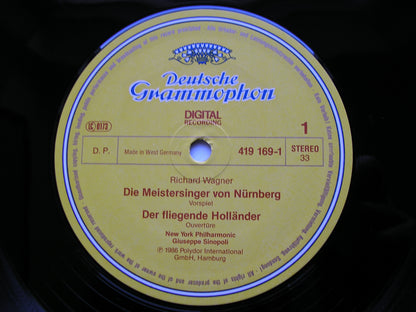 Deutsche
Grammophon
DIGITAL
RECORDING
LC 0173
1
D. P.
Made in West Germany
419 169-1
STEREO
33
Richard Wagner
Die Meistersinger von Nürnberg
Vorspiel
Der fliegende Holländer
Ouvertüre
New York Philharmonic
Giuseppe Sinopoli
℗ 1986 Polydor International
GmbH, Hamburg